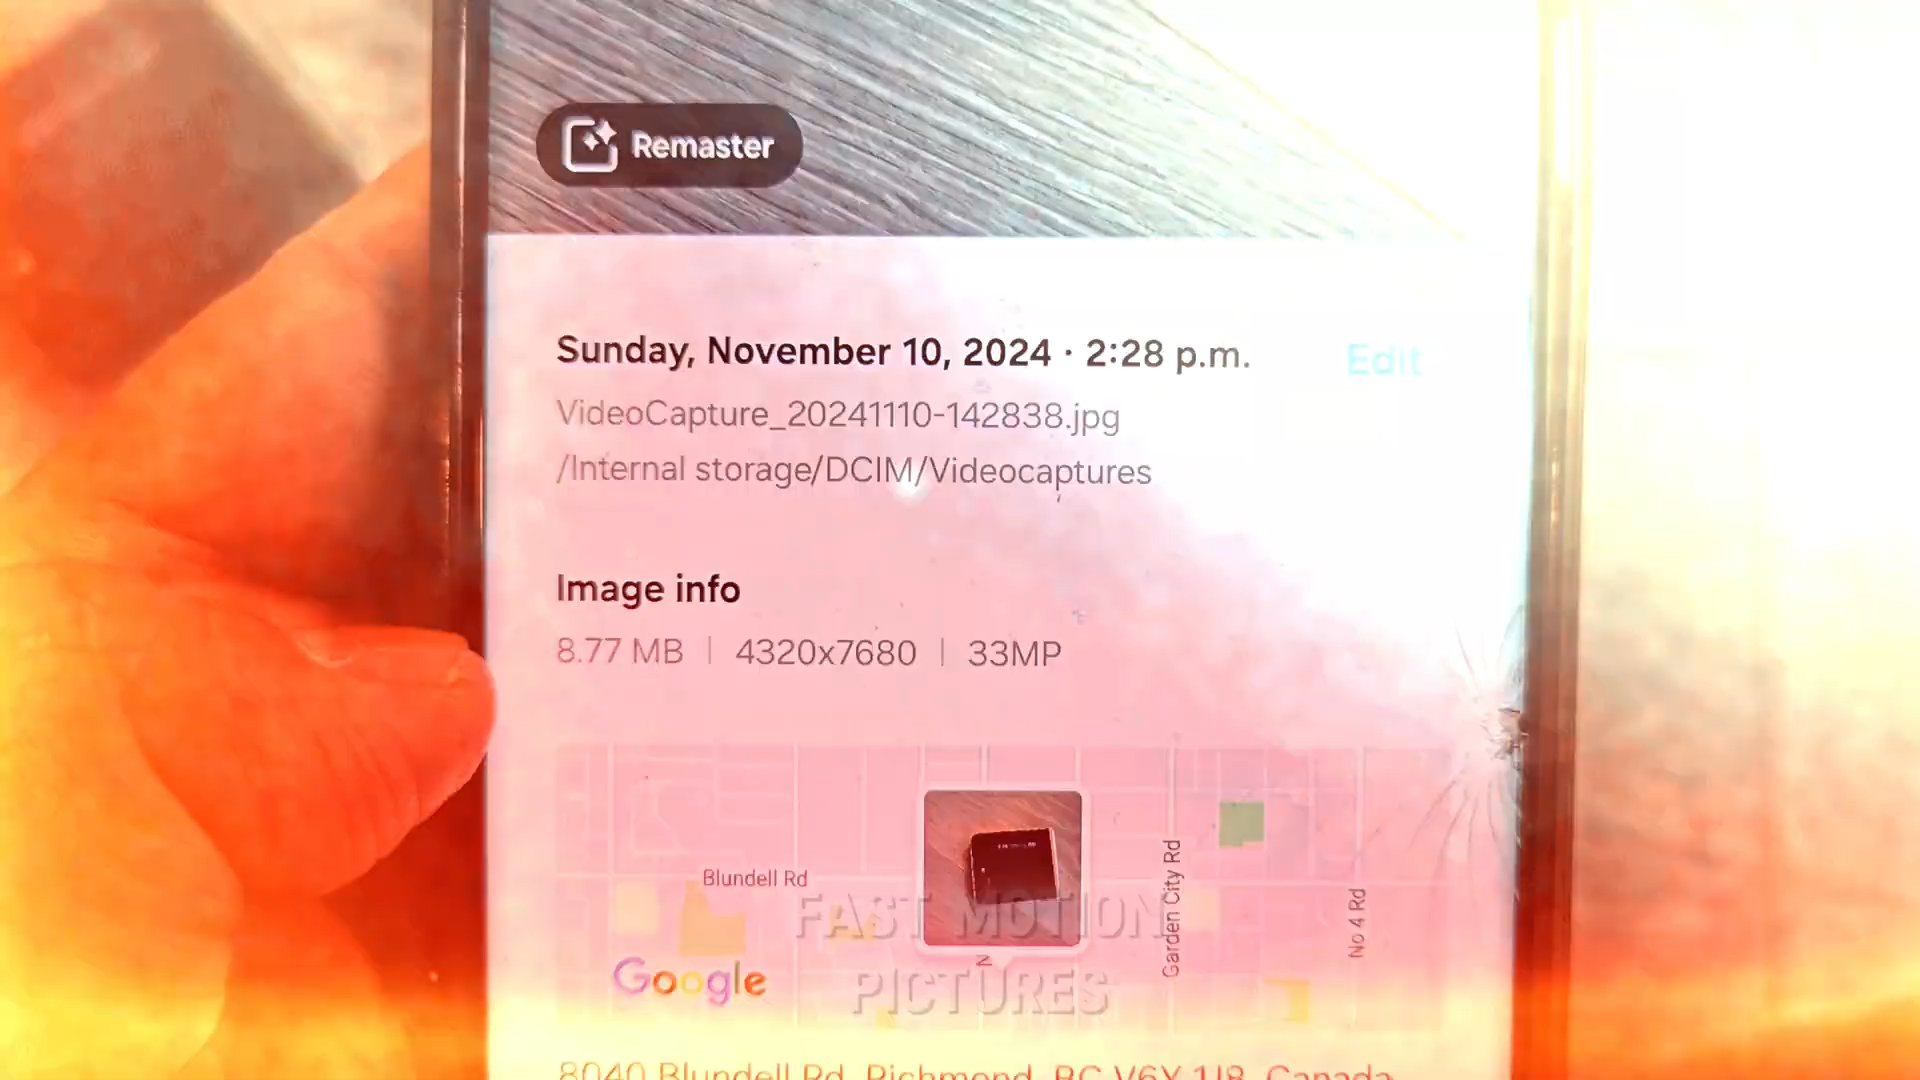 Remaster
Sunday, November 10, 2024 · 2:28 p.m.
Edit
VideoCapture_20241110-142838.jpg
/Internal storage/DCIM/Videocaptures
Image info
8.77 MB | 4320x7680 | 33MP
Blundell Rd
Garden City Rd
No 4 Rd
N
Google
FAST MOTION
PICTURES
8040 Blundell Rd, Richmond, BC V6Y 1J8, Canada